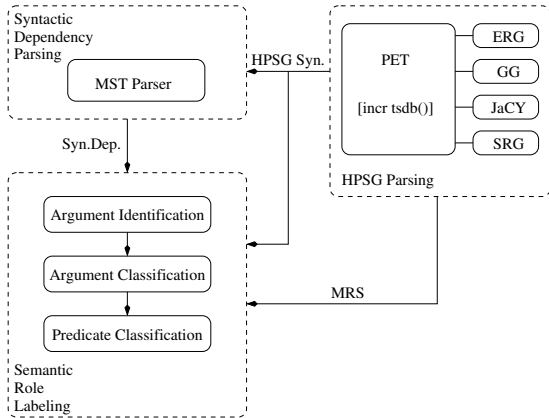 Syntactic
Dependency
Parsing
MST Parser
HPSG Syn.
PET
[incr tsdb()]
ERG
GG
JaCY
SRG
HPSG Parsing
Syn.Dep.
Argument Identification
Argument Classification
Predicate Classification
MRS
Semantic
Role
Labeling